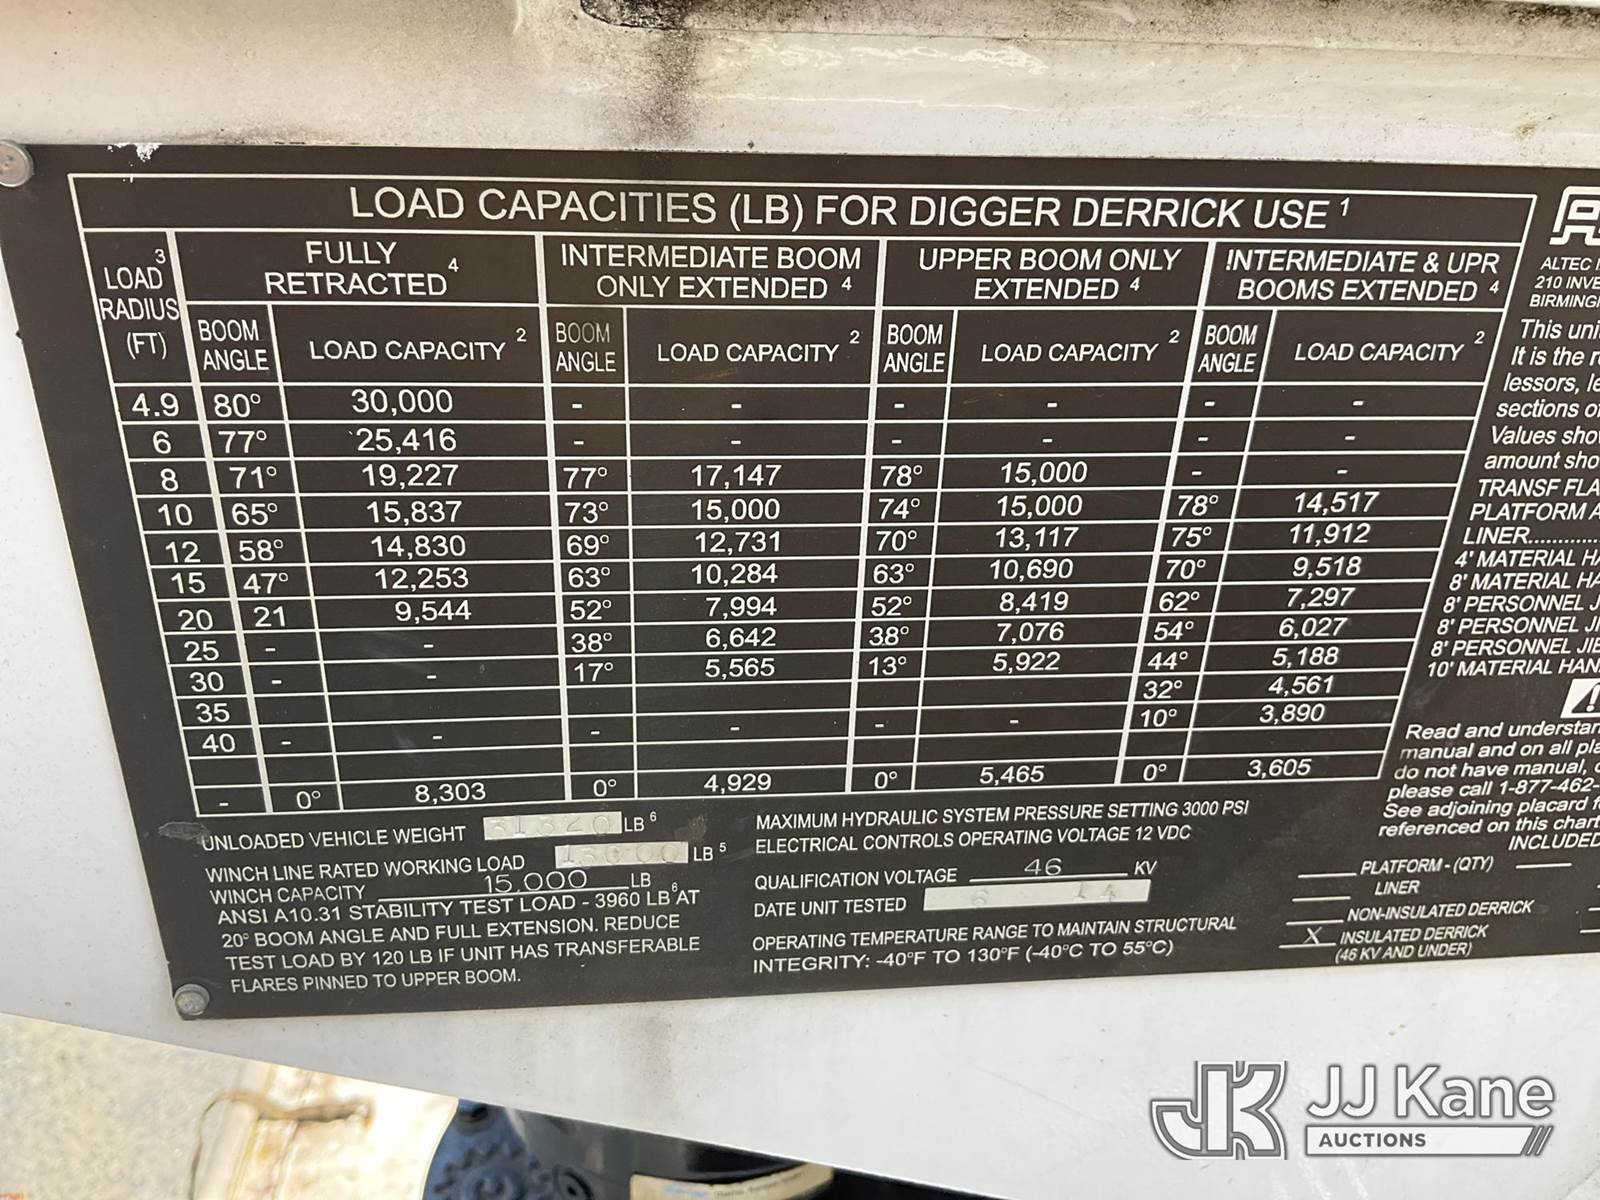 LOAD CAPACITIES (LB) FOR DIGGER DERRICK USE 1
LOAD 3 RADIUS (FT)
FULLY RETRACTED 4
INTERMEDIATE BOOM ONLY EXTENDED 4
UPPER BOOM ONLY EXTENDED 4
INTERMEDIATE & UPR BOOMS EXTENDED 4
BOOM ANGLE LOAD CAPACITY 2 BOOM ANGLE LOAD CAPACITY 2 BOOM ANGLE LOAD CAPACITY 2 BOOM ANGLE LOAD CAPACITY 2
4.9 80° 30,000 - - - - - -
6 77° 25,416 - - - - - -
8 71° 19,227 77° 17,147 78° 15,000 - -
10 65° 15,837 73° 15,000 74° 15,000 78° 14,517
12 58° 14,830 69° 12,731 70° 13,117 75° 11,912
15 47° 12,253 63° 10,284 63° 10,690 70° 9,518
20 21 9,544 52° 7,994 52° 8,419 62° 7,297
25 - - 38° 6,642 38° 7,076 54° 6,027
30 - - 17° 5,565 13° 5,922 44° 5,188
35 32° 4,561
40 - - - - - - 10° 3,890
- 0° 8,303 0° 4,929 0° 5,465 0° 3,605
UNLOADED VEHICLE WEIGHT 31320 LB 6
WINCH LINE RATED WORKING LOAD LB 5
WINCH CAPACITY 15,000 LB
ANSI A10.31 STABILITY TEST LOAD - 3960 LB 6 AT
20° BOOM ANGLE AND FULL EXTENSION. REDUCE
TEST LOAD BY 120 LB IF UNIT HAS TRANSFERABLE
FLARES PINNED TO UPPER BOOM.
MAXIMUM HYDRAULIC SYSTEM PRESSURE SETTING 3000 PSI
ELECTRICAL CONTROLS OPERATING VOLTAGE 12 VDC
QUALIFICATION VOLTAGE 46 KV
DATE UNIT TESTED 6 14
OPERATING TEMPERATURE RANGE TO MAINTAIN STRUCTURAL
INTEGRITY: -40°F TO 130°F (-40°C TO 55°C)
ALTEC
210
This
It is the
lessors,
sections
Values
amount
TRANSF
PLATFORM
LINER............
4' MATERIAL
8' MATERIAL
8' PERSONNEL
8' PERSONNEL
8' PERSONNEL
10' MATERIAL
Read and
manual and on all
do not have manual,
please call 1-877-462-
See adjoining placard
referenced on this
INCLUDED
PLATFORM - (QTY)
LINER
NON-INSULATED DERRICK
X INSULATED DERRICK
(46 KV AND UNDER)
JK JJ Kane
AUCTIONS